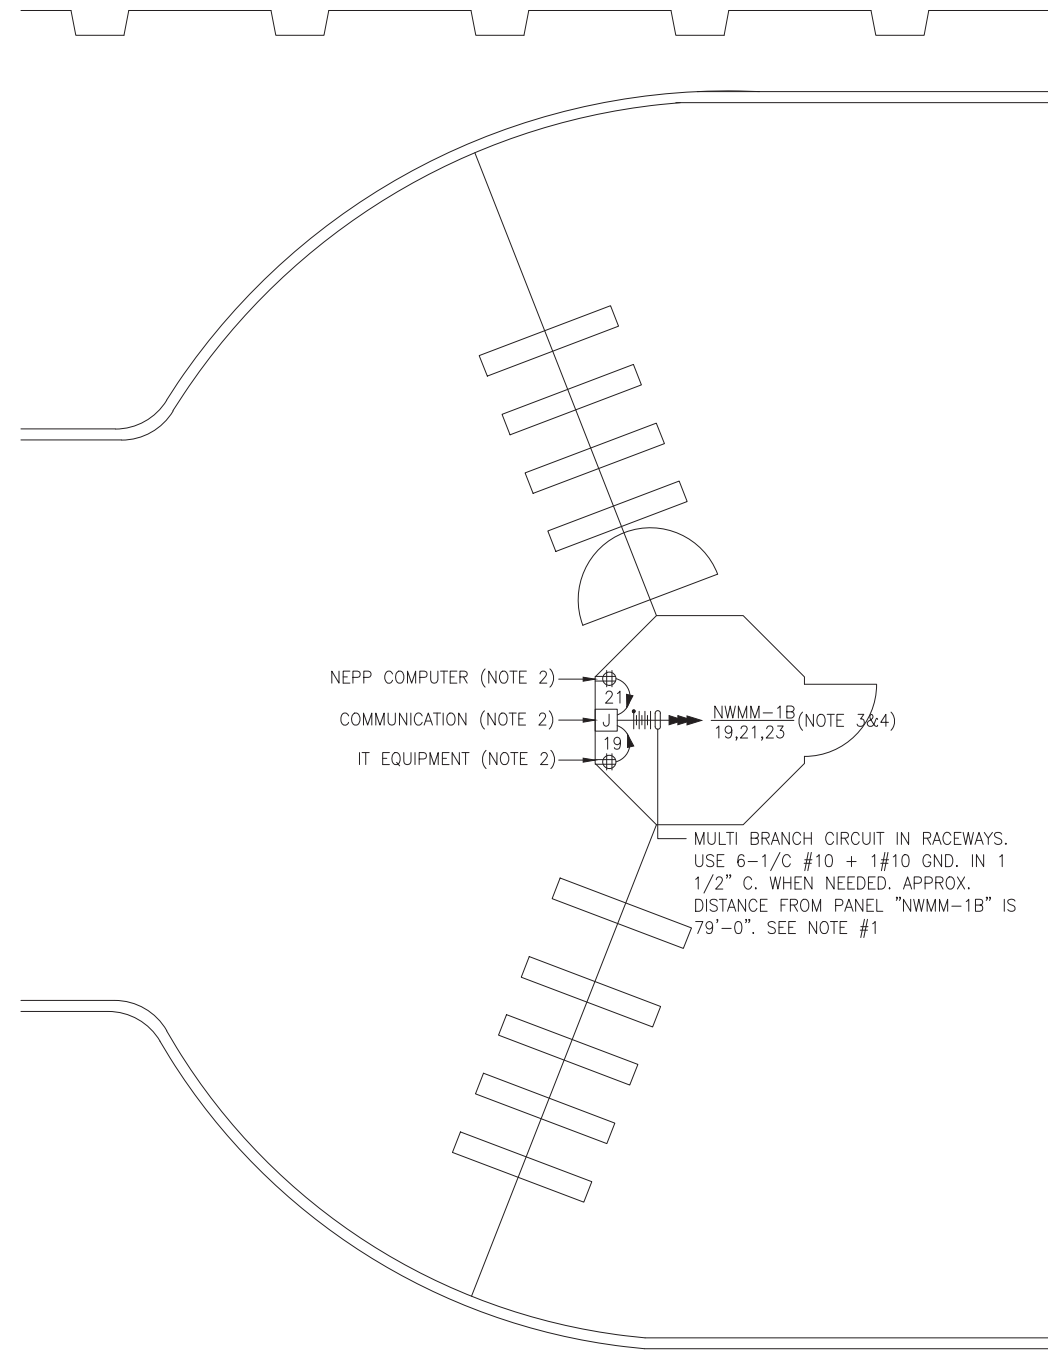 NEPP COMPUTER (NOTE 2)
21
COMMUNICATION (NOTE 2)
J
NWMM-1B
19,21,23
(NOTE 3&4)
19
IT EQUIPMENT (NOTE 2)
MULTI BRANCH CIRCUIT IN RACEWAYS.
USE 6-1/C #10 + 1#10 GND. IN 1
1/2" C. WHEN NEEDED. APPROX.
DISTANCE FROM PANEL "NWMM-1B" IS
79'-0". SEE NOTE #1